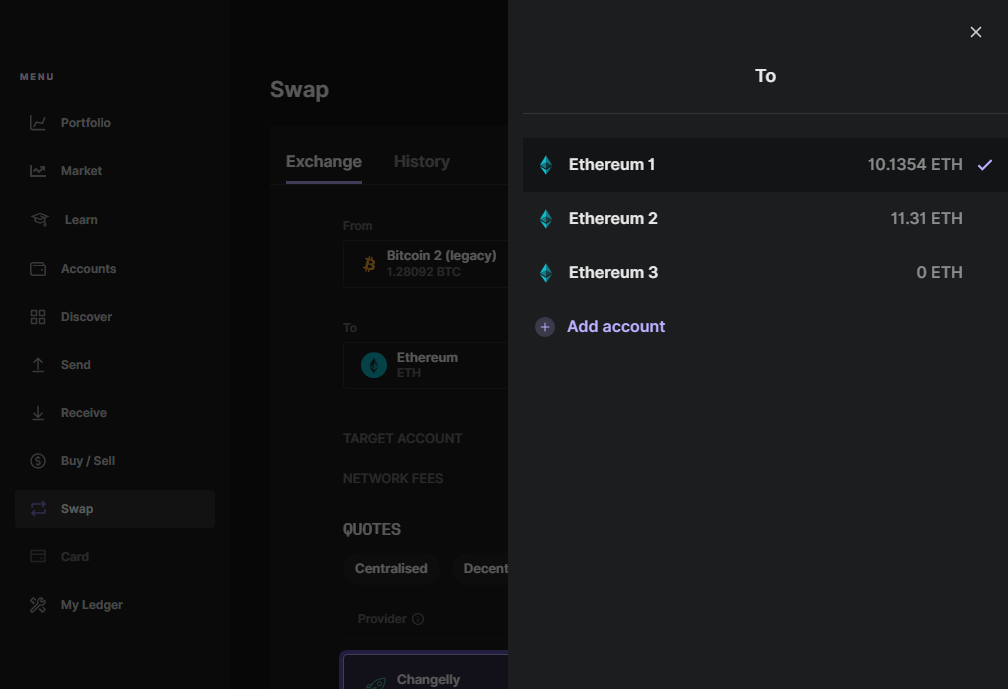 MENU
Portfolio
Market
Learn
Accounts
Discover
Send
Receive
Buy / Sell
Swap
Card
My Ledger
Swap
Exchange
History
From
Bitcoin 2 (legacy)
1.28092 BTC
To
Ethereum
ETH
TARGET ACCOUNT
NETWORK FEES
QUOTES
Centralised
Decent
Provider
Changelly
To
Ethereum 1 10.1354 ETH
Ethereum 2 11.31 ETH
Ethereum 3 0 ETH
Add account